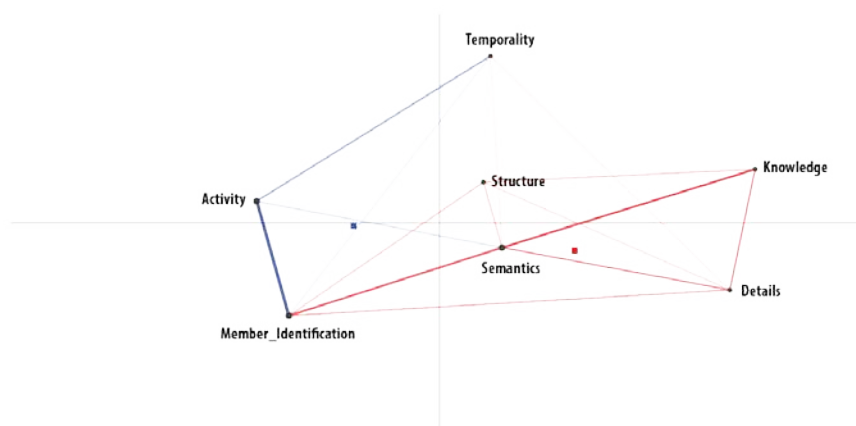 Temporality
Knowledge
Structure
Activity
Semantics
Details
Member_Identification